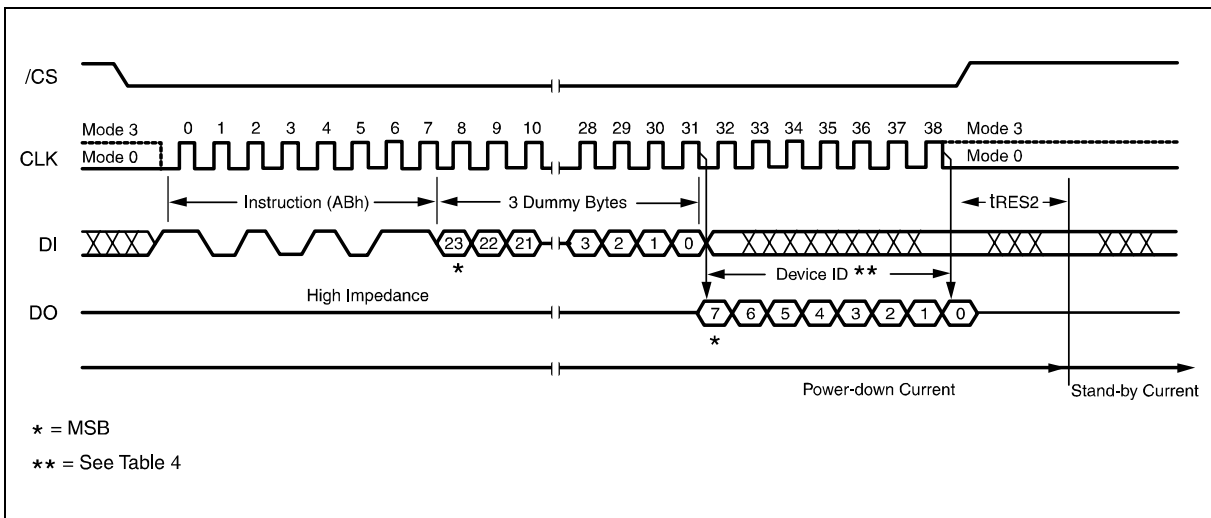 /CS
Mode 3 0 1 2 3 4 5 6 7 8 9 10 28 29 30 31 32 33 34 35 36 37 38 Mode 3
CLK
Mode 0 Mode 0
Instruction (ABh) 3 Dummy Bytes tRES2
DI 23 22 21 3 2 1 0
* Device ID **
High Impedance
DO 7 6 5 4 3 2 1 0
*
Power-down Current Stand-by Current
* = MSB
** = See Table 4